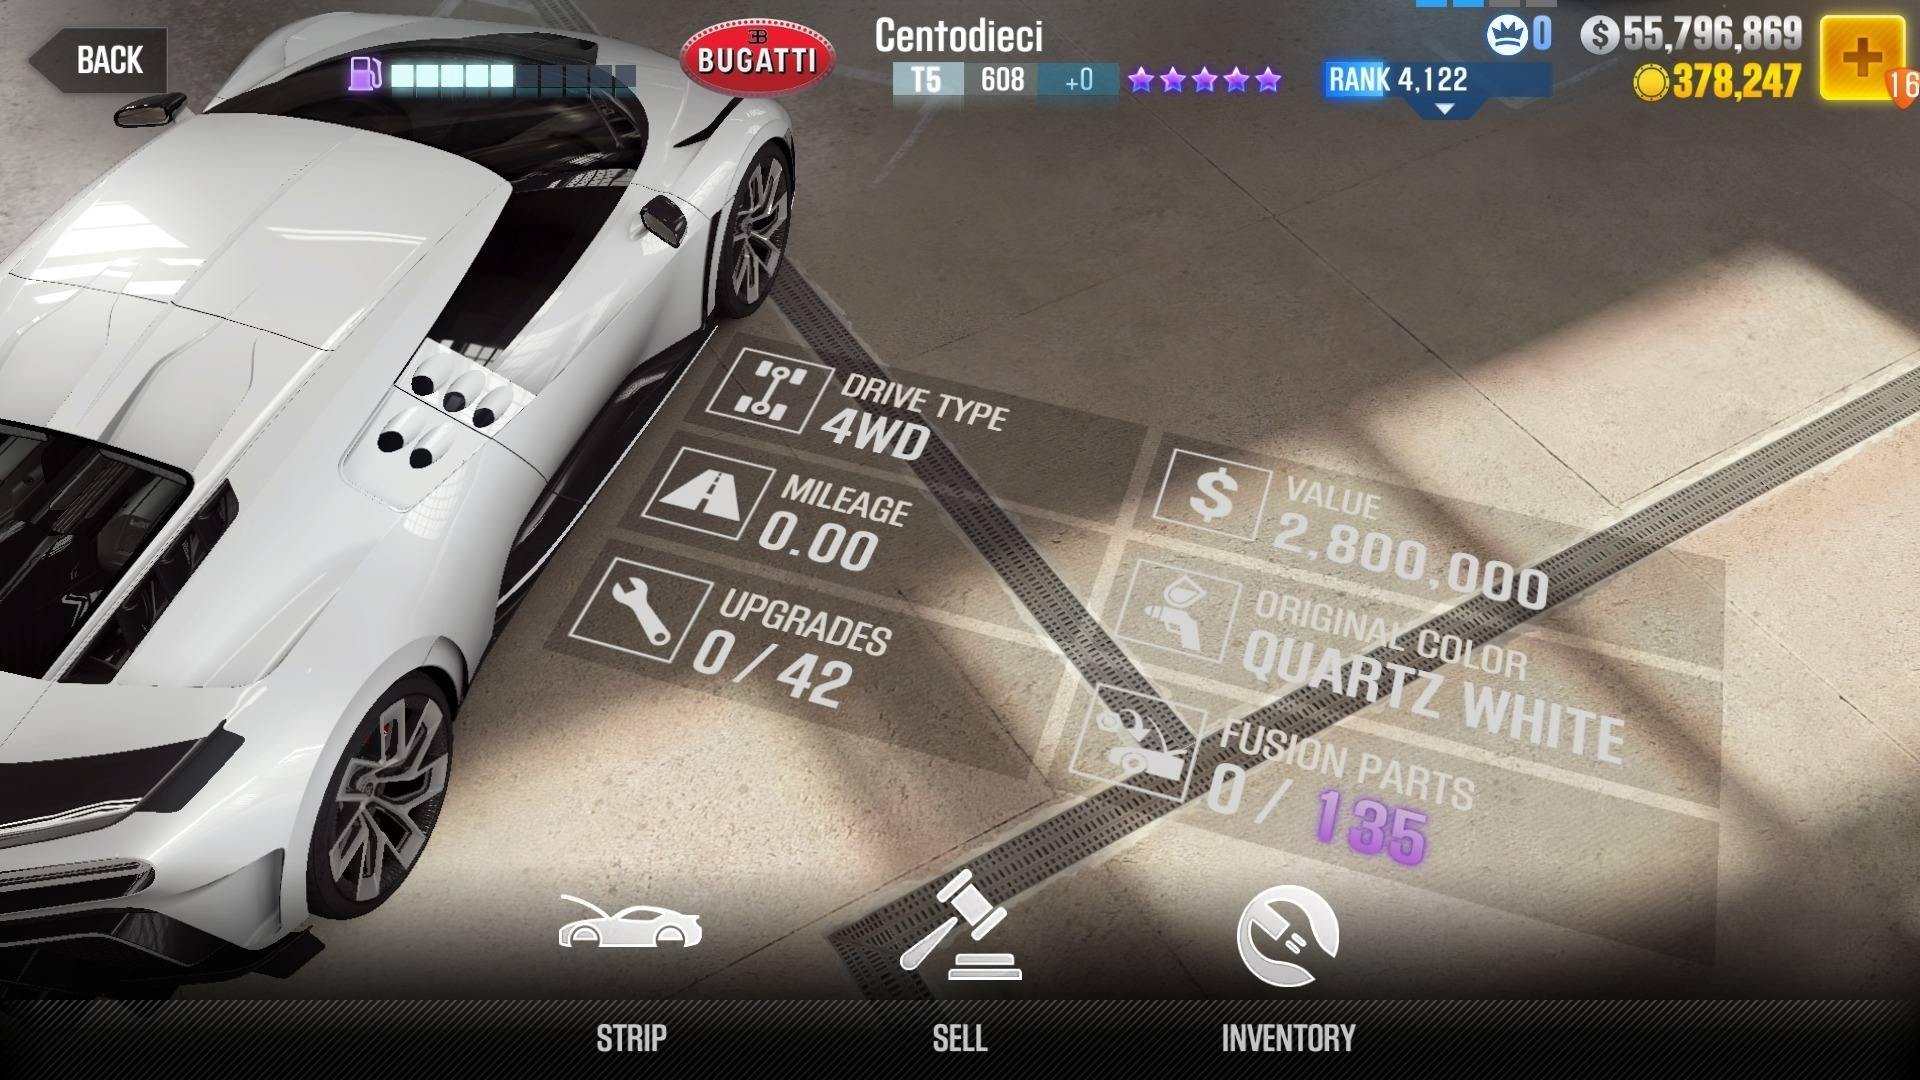 BACK
BUGATTI
Centodieci
T5 608 +0
RANK 4,122
0
$ 55,796,869
378,247
16
DRIVE TYPE
4WD
MILEAGE
0.00
UPGRADES
0 / 42
VALUE
2,800,000
ORIGINAL COLOR
QUARTZ WHITE
FUSION PARTS
0 / 135
STRIP
SELL
INVENTORY